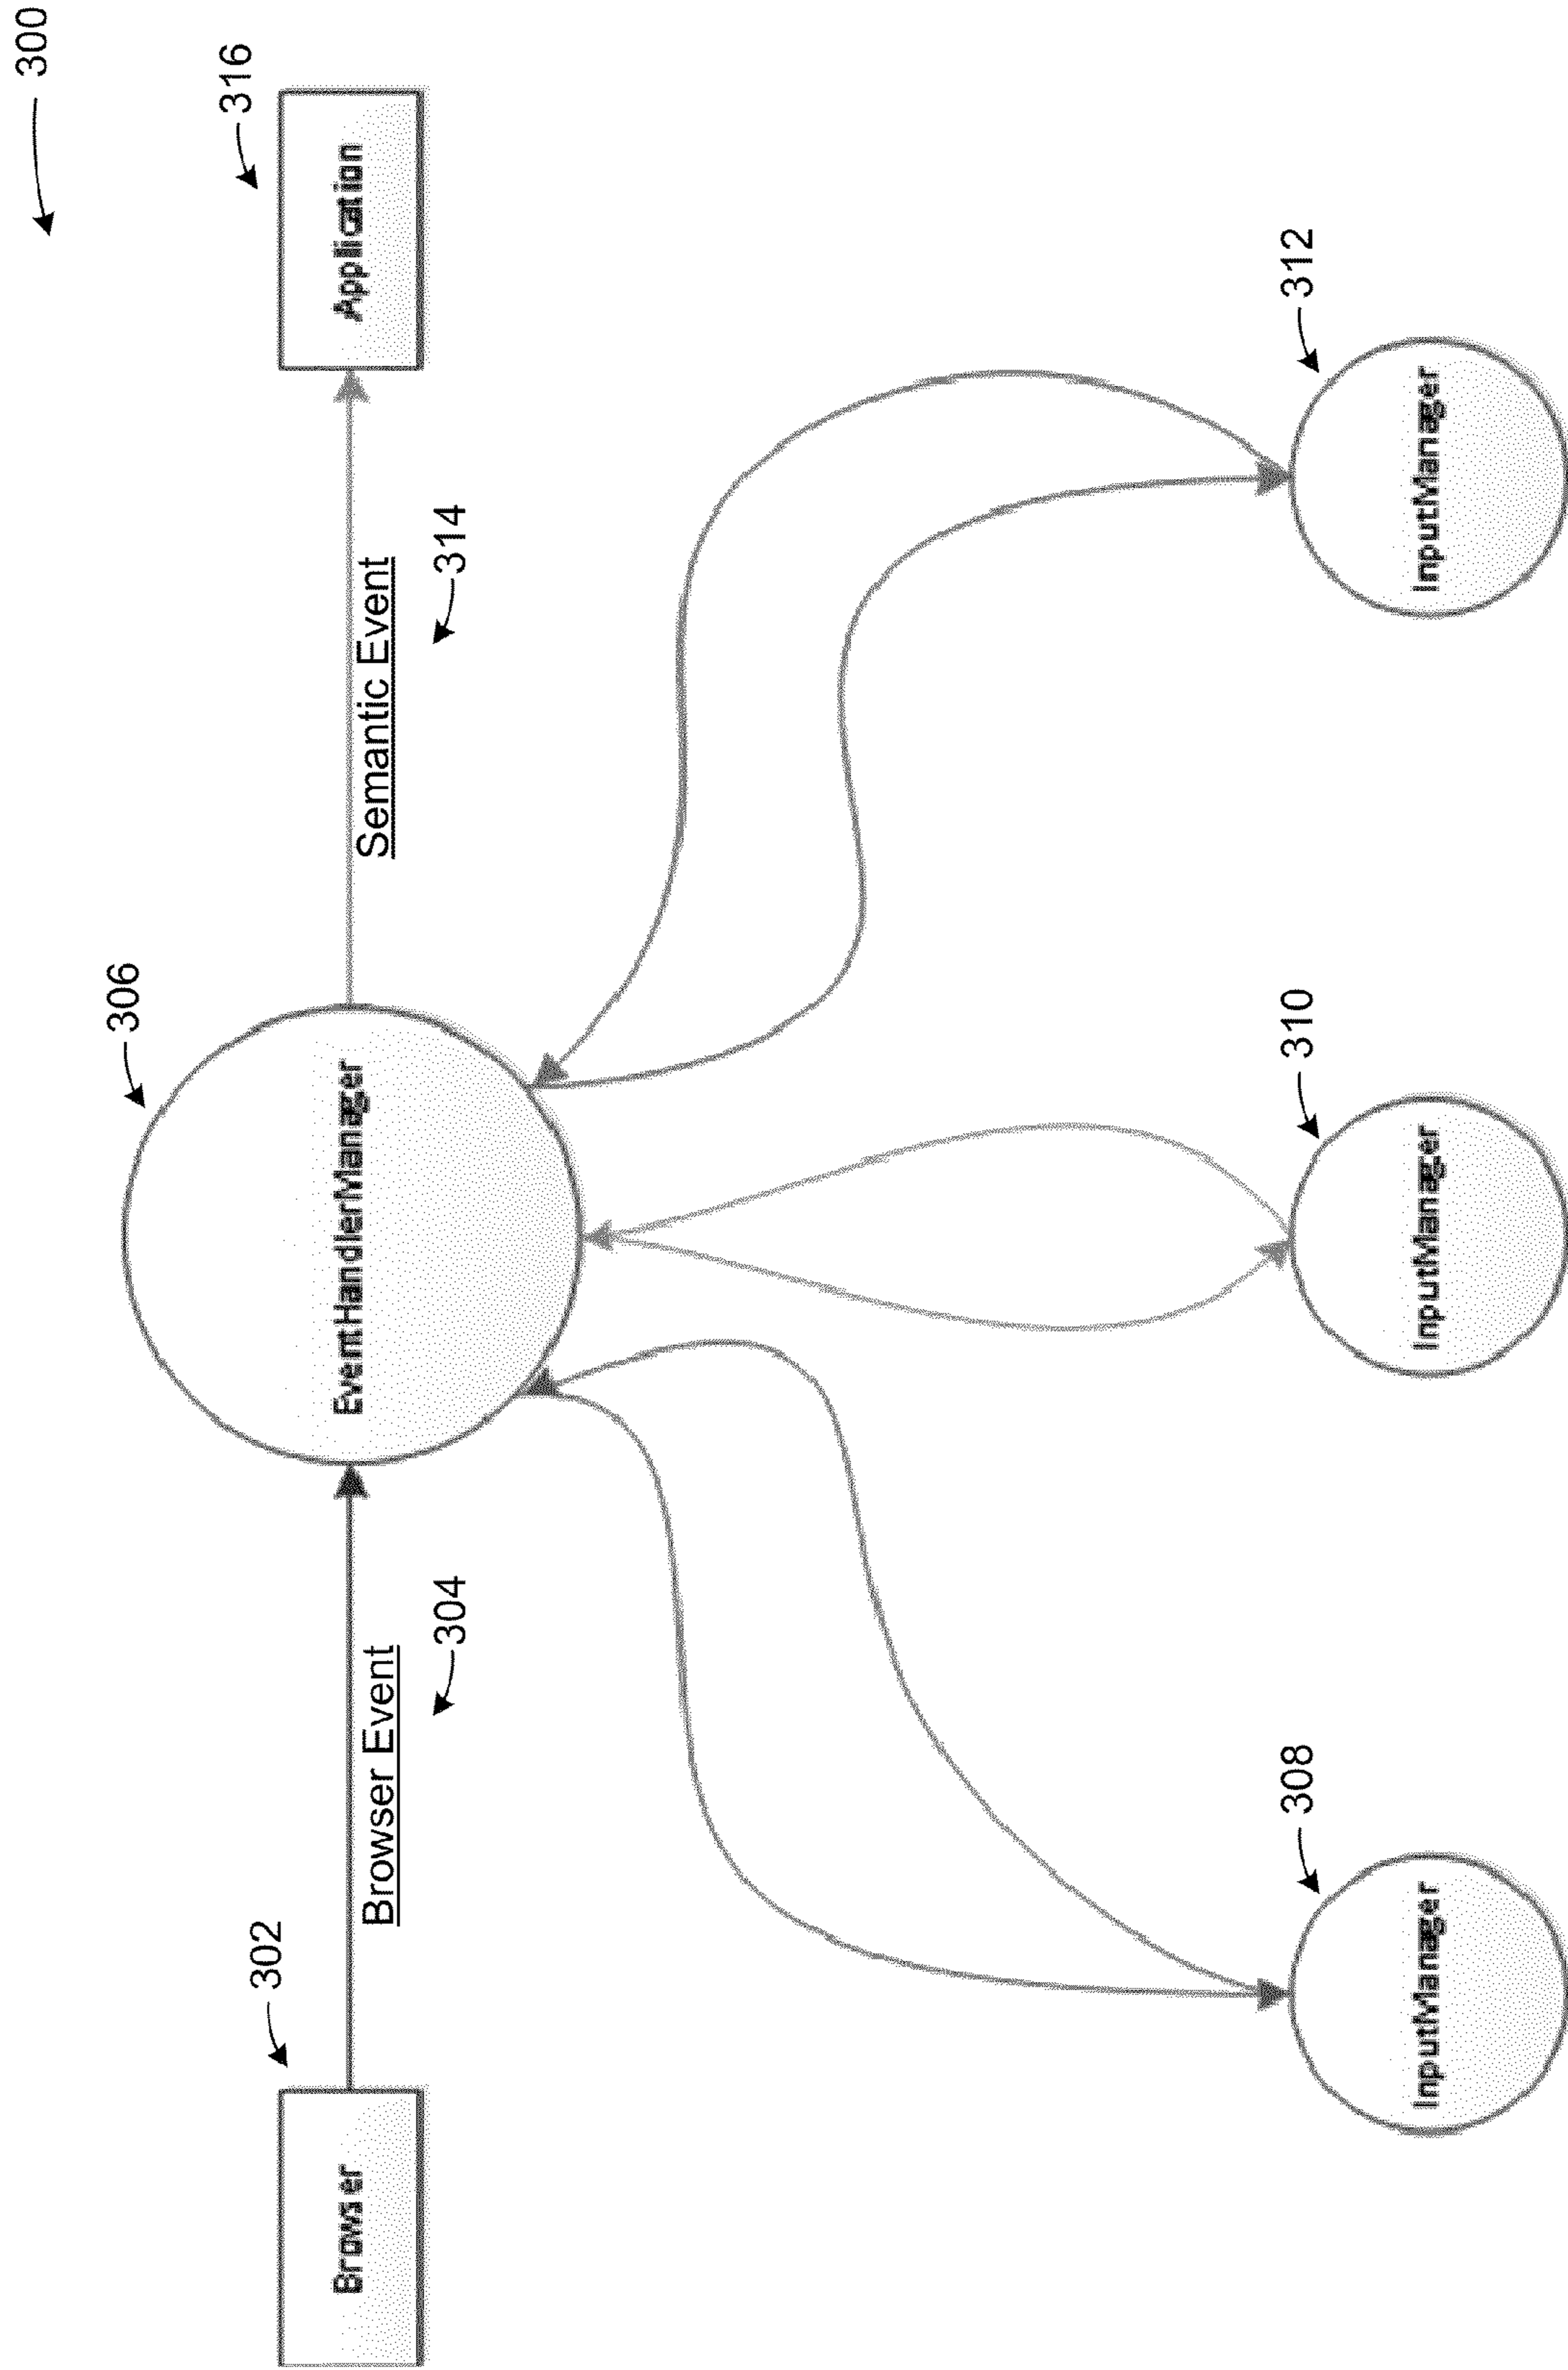 300
302
Browser
Browser Event
304
306
EventHandlerManager
Semantic Event
314
316
Application
308
InputManager
310
InputManager
312
InputManager